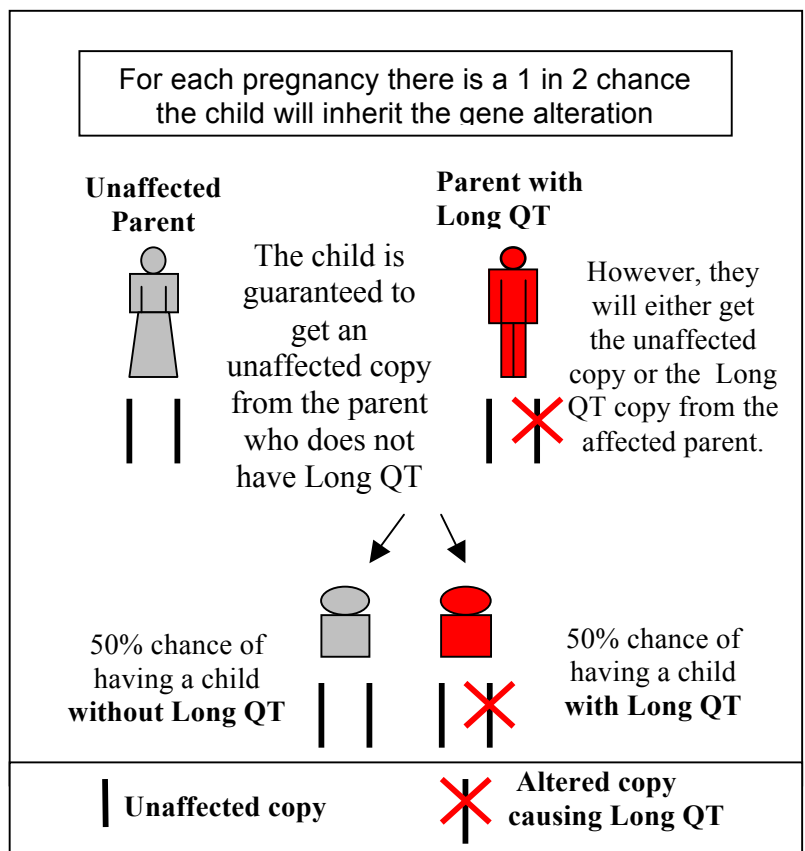 For each pregnancy there is a 1 in 2 chance
the child will inherit the gene alteration
Unaffected
Parent
Parent with
Long QT
The child is
guaranteed to
get an
unaffected copy
from the parent
who does not
have Long QT
However, they
will either get
the unaffected
copy or the Long
QT copy from the
affected parent.
50% chance of
having a child
without Long QT
50% chance of
having a child
with Long QT
Unaffected copy
Altered copy
causing Long QT